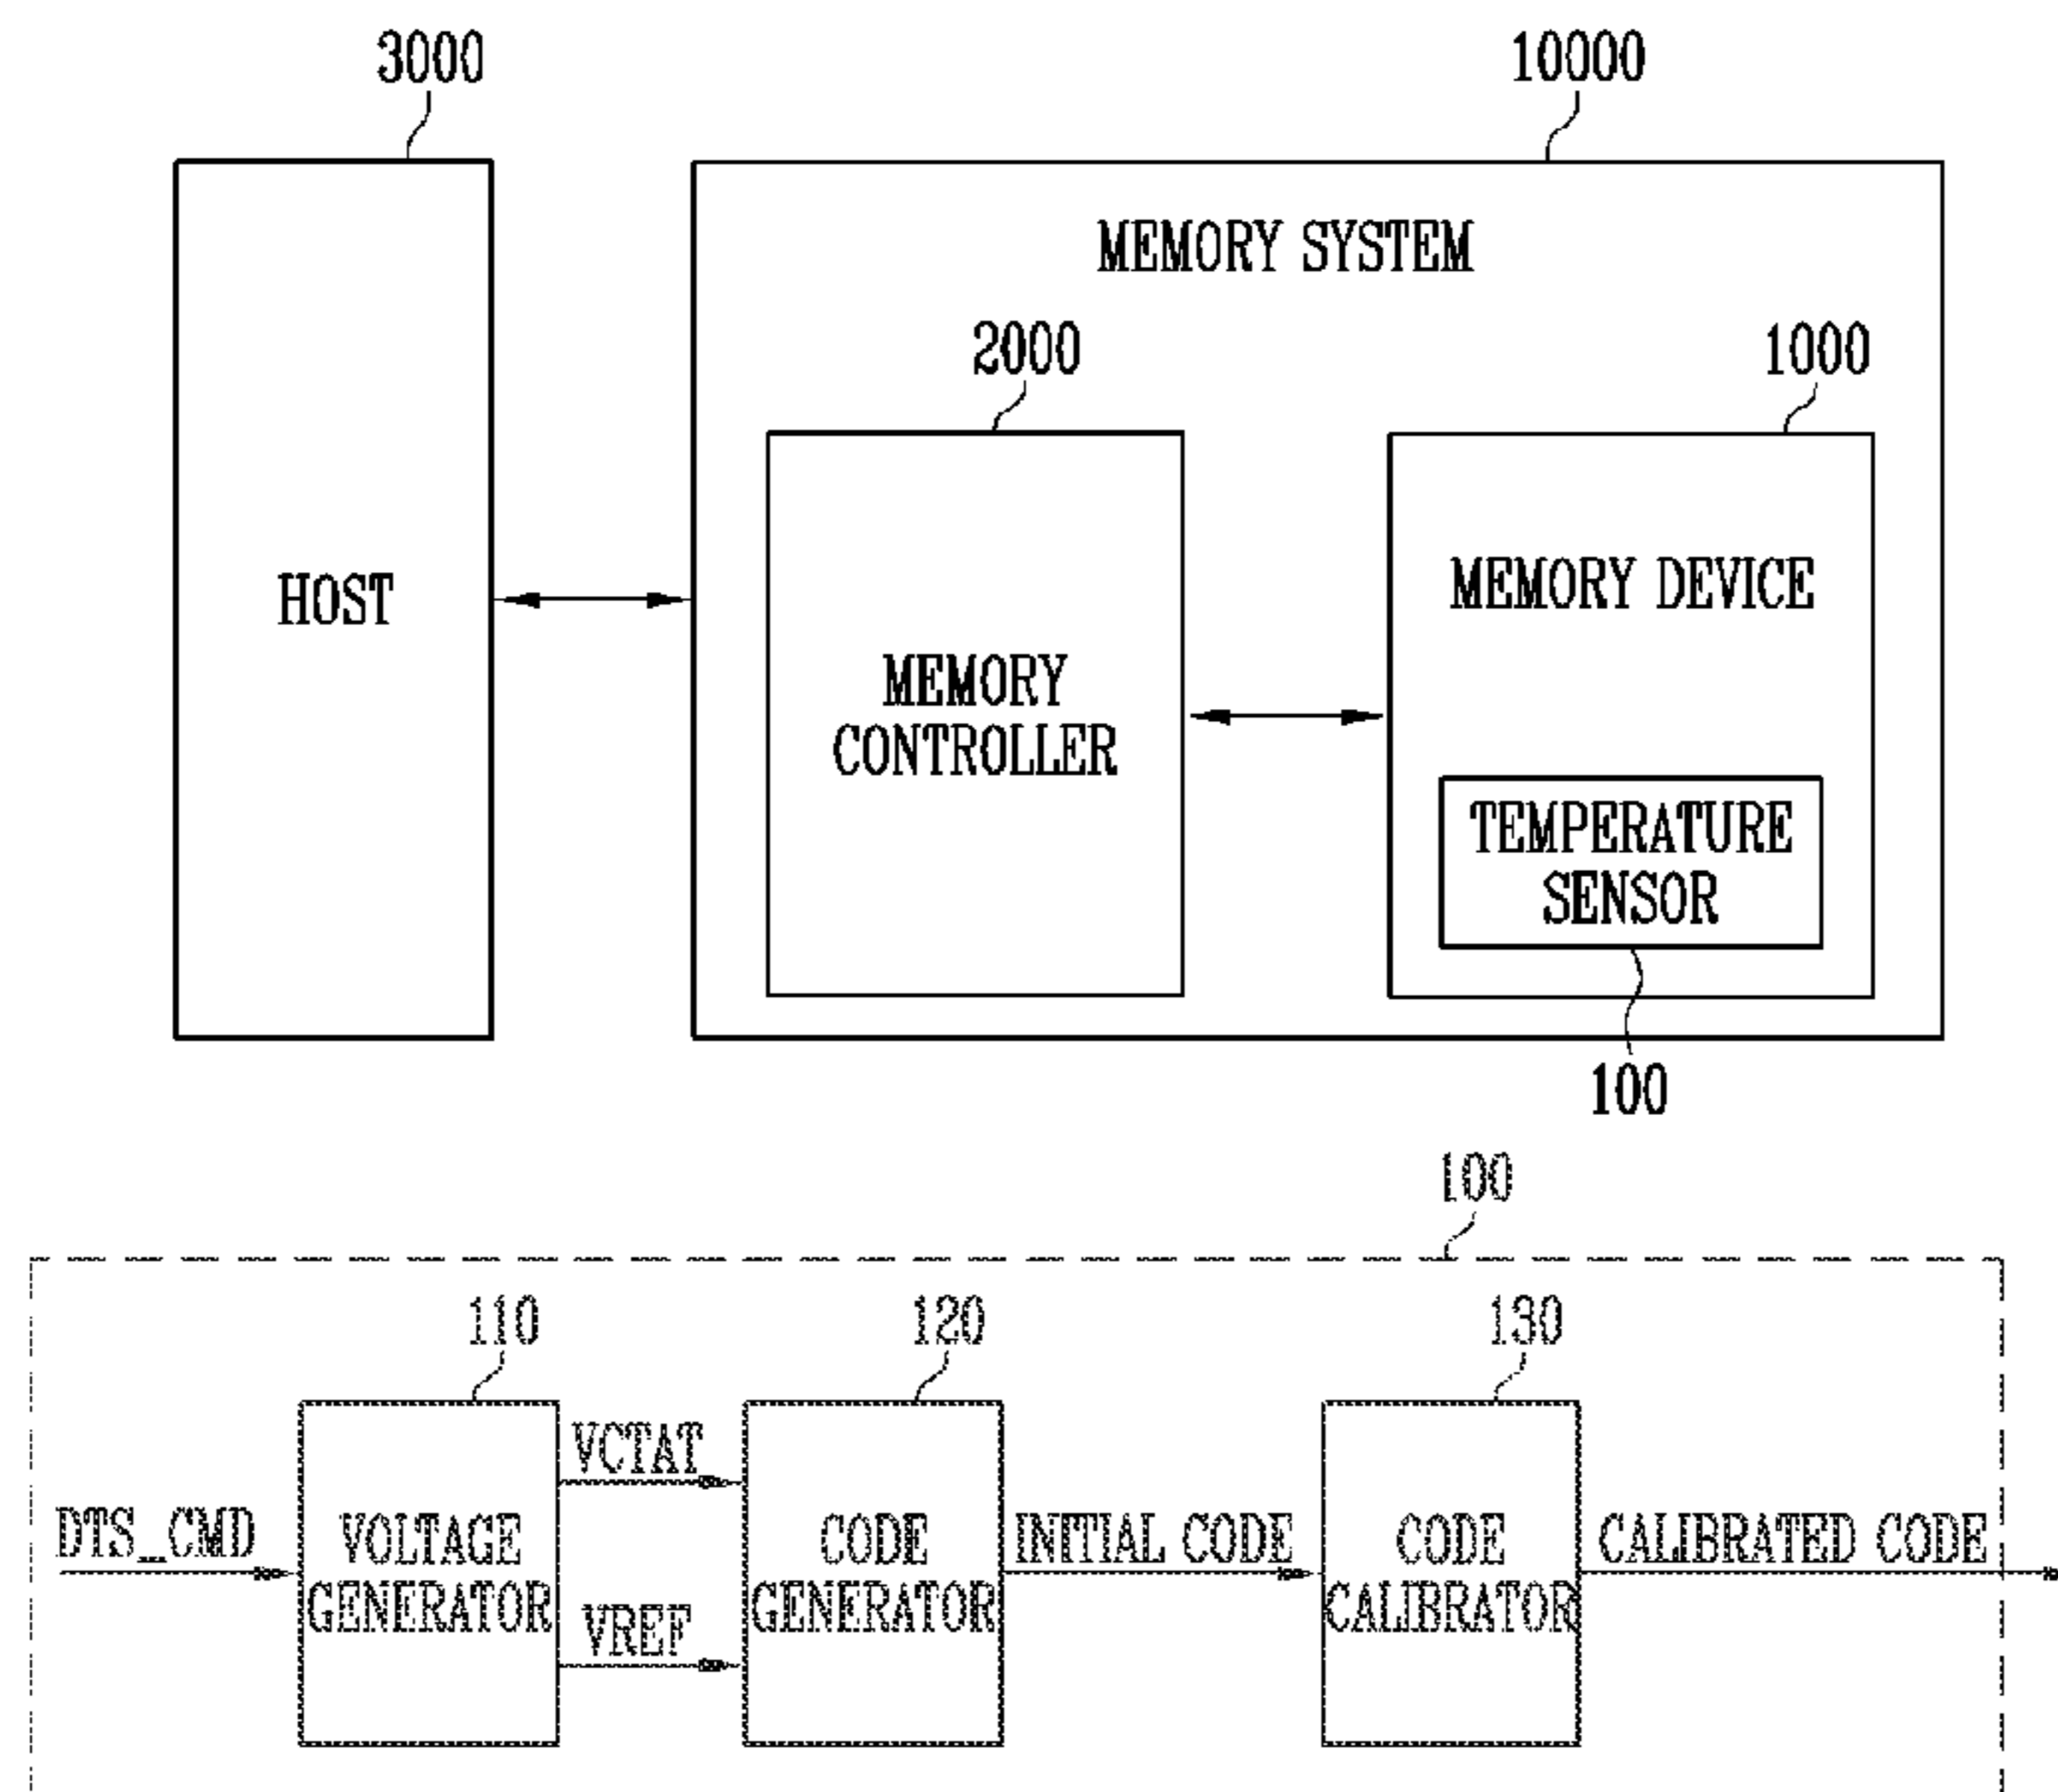 3000
10000
MEMORY SYSTEM
2000
1000
HOST
MEMORY
CONTROLLER
MEMORY DEVICE
TEMPERATURE
SENSOR
100
100
110
120
130
DTS_CMD
VOLTAGE
GENERATOR
VCTAT
VREF
CODE
GENERATOR
INITIAL CODE
CODE
CALIBRATOR
CALIBRATED CODE